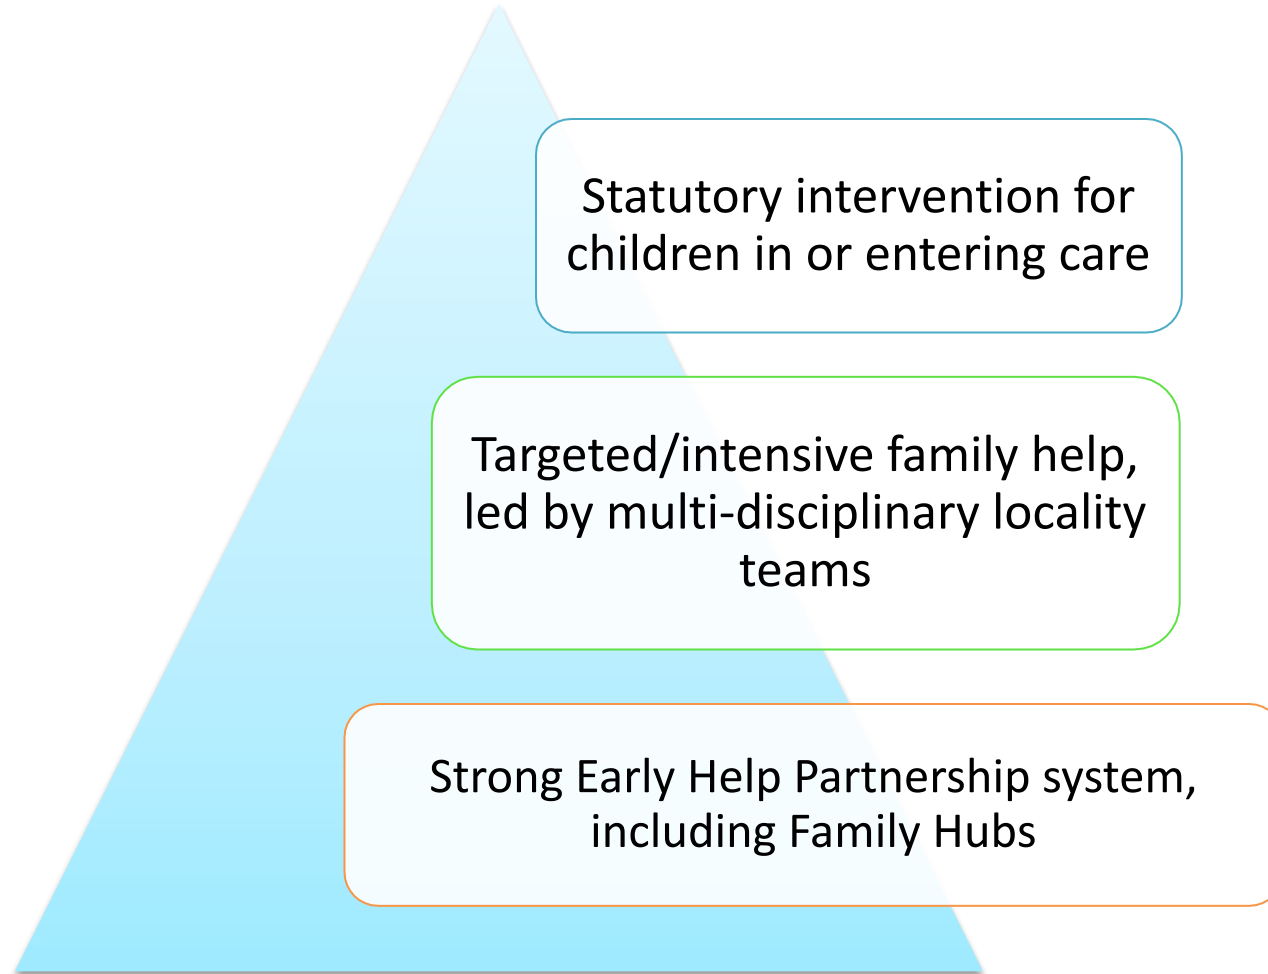 Statutory intervention for
children in or entering care
Targeted/intensive family help,
led by multi-disciplinary locality
teams
Strong Early Help Partnership system,
including Family Hubs